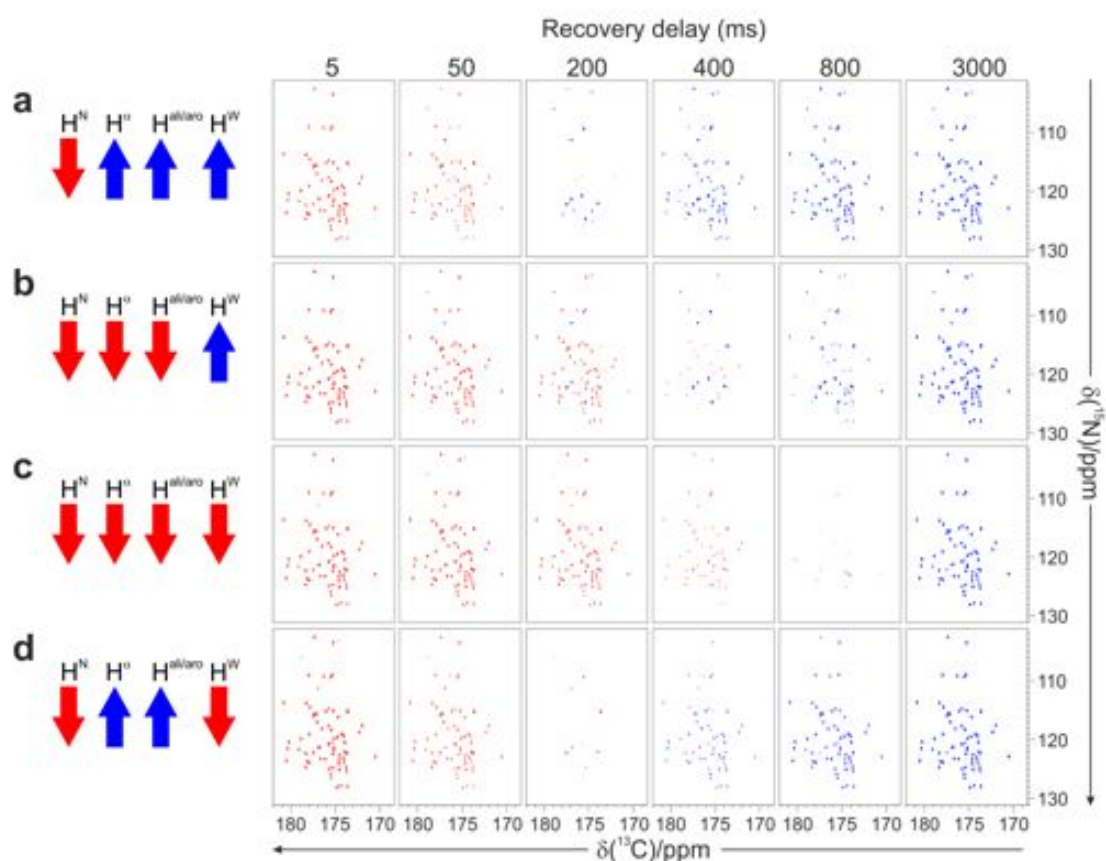 Recovery delay (ms)
5 50 200 400 800 3000
a
H^N H^α H^ali/aro H^W
110
120
130
b
H^N H^α H^ali/aro H^W
110
120
130
c
H^N H^α H^ali/aro H^W
110
120
130
d
H^N H^α H^ali/aro H^W
110
120
130
δ(¹⁵N)/ppm
180 175 170 180 175 170 180 175 170 180 175 170 180 175 170 180 175 170
δ(¹³C)/ppm